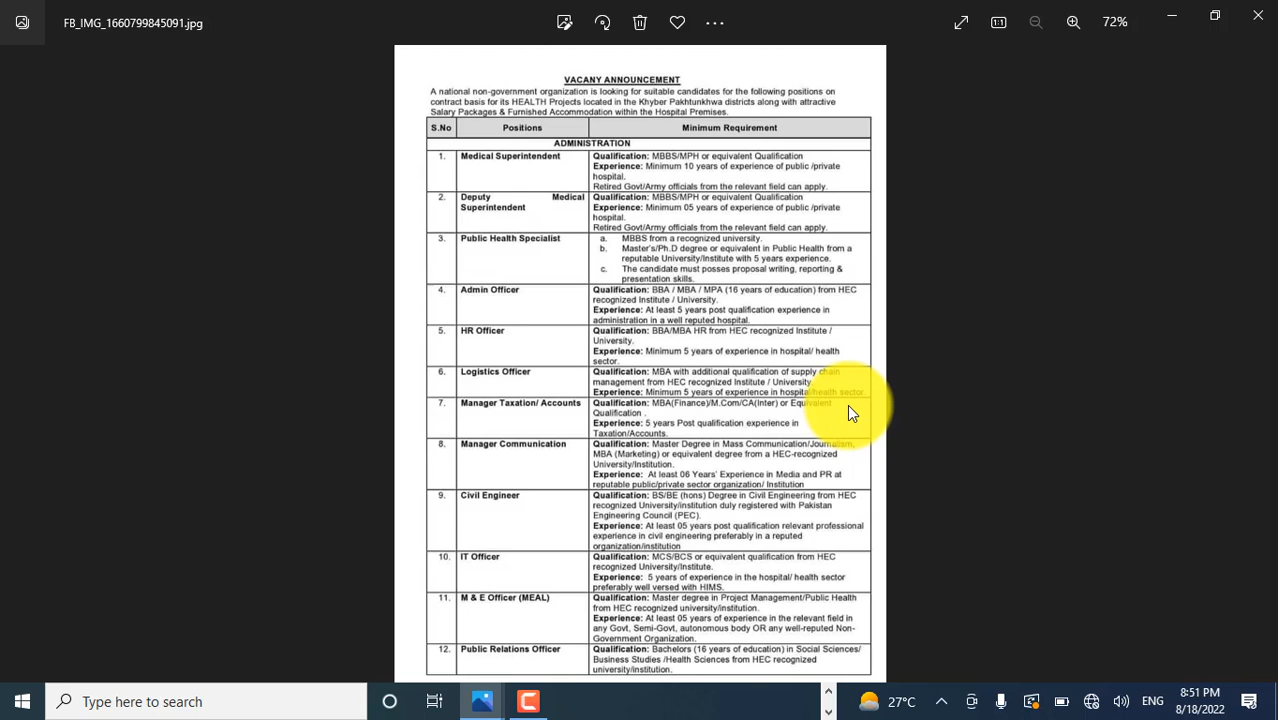 FB_IMG_1660799845091.jpg
72%
VACANY ANNOUNCEMENT
A national non-government organization is looking for suitable candidates for the following positions on
contract basis for its HEALTH Projects located in the Khyber Pakhtunkhwa districts along with attractive
Salary Packages & Furnished Accommodation within the Hospital Premises.
S.No Positions Minimum Requirement
ADMINISTRATION
1. Medical Superintendent Qualification: MBBS/MPH or equivalent Qualification
Experience: Minimum 10 years of experience of public /private
hospital.
Retired Govt/Army officials from the relevant field can apply.
2. Deputy Medical Qualification: MBBS/MPH or equivalent Qualification
Superintendent Experience: Minimum 05 years of experience of public /private
hospital.
Retired Govt/Army officials from the relevant field can apply.
3. Public Health Specialist a. MBBS from a recognized university.
b. Master's/Ph.D degree or equivalent in Public Health from a
reputable University/Institute with 5 years experience.
c. The candidate must posses proposal writing, reporting &
presentation skills.
4. Admin Officer Qualification: BBA / MBA / MPA (16 years of education) from HEC
recognized Institute / University.
Experience: At least 5 years post qualification experience in
administration in a well reputed hospital.
5. HR Officer Qualification: BBA/MBA HR from HEC recognized Institute /
University.
Experience: Minimum 5 years of experience in hospital/ health
sector.
6. Logistics Officer Qualification: MBA with additional qualification of supply chain
management from HEC recognized Institute / University.
Experience: Minimum 5 years of experience in hospital/health sector.
7. Manager Taxation/ Accounts Qualification: MBA(Finance)/M.Com/CA(Inter) or Equivalent
Qualification .
Experience: 5 years Post qualification experience in
Taxation/Accounts.
8. Manager Communication Qualification: Master Degree in Mass Communication/Journalism,
MBA (Marketing) or equivalent degree from a HEC-recognized
University/Institution.
Experience: At least 06 Years' Experience in Media and PR at
reputable public/private sector organization/ Institution
9. Civil Engineer Qualification: BS/BE (hons) Degree in Civil Engineering from HEC
recognized University/institution duly registered with Pakistan
Engineering Council (PEC).
Experience: At least 05 years post qualification relevant professional
experience in civil engineering preferably in a reputed
organization/institution
10. IT Officer Qualification: MCS/BCS or equivalent qualification from HEC
recognized University/Institute.
Experience: 5 years of experience in the hospital/ health sector
preferably well versed with HIMS.
11. M & E Officer (MEAL) Qualification: Master degree in Project Management/Public Health
from HEC recognized university/institution.
Experience: At least 05 years of experience in the relevant field in
any Govt, Semi-Govt, autonomous body OR any well-reputed Non-
Government Organization.
12. Public Relations Officer Qualification: Bachelors (16 years of education) in Social Sciences/
Business Studies /Health Sciences from HEC recognized
university/institution.
Type here to search
27°C
ENG
8:51 PM
8/18/2022